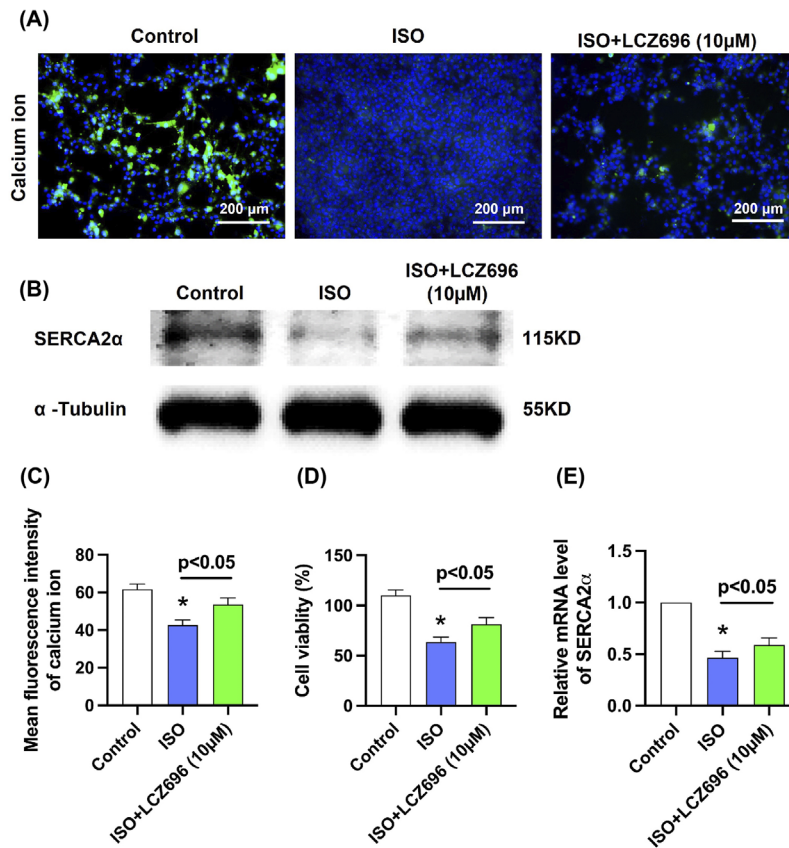 (A)
Control
ISO
ISO+LCZ696 (10μM)
Calcium ion
200 μm
200 μm
200 μm
(B)
Control
ISO
ISO+LCZ696
(10μM)
SERCA2α
115KD
α -Tubulin
55KD
(C)
Mean fluorescence intensity
of calcium ion
80
60
40
20
0
p<0.05
*
Control
ISO
ISO+LCZ696 (10μM)
(D)
Cell viablity (%)
150
100
50
0
p<0.05
*
Control
ISO
ISO+LCZ696 (10μM)
(E)
Relative mRNA level
of SERCA2α
1.5
1.0
0.5
0.0
p<0.05
*
Control
ISO
ISO+LCZ696 (10μM)